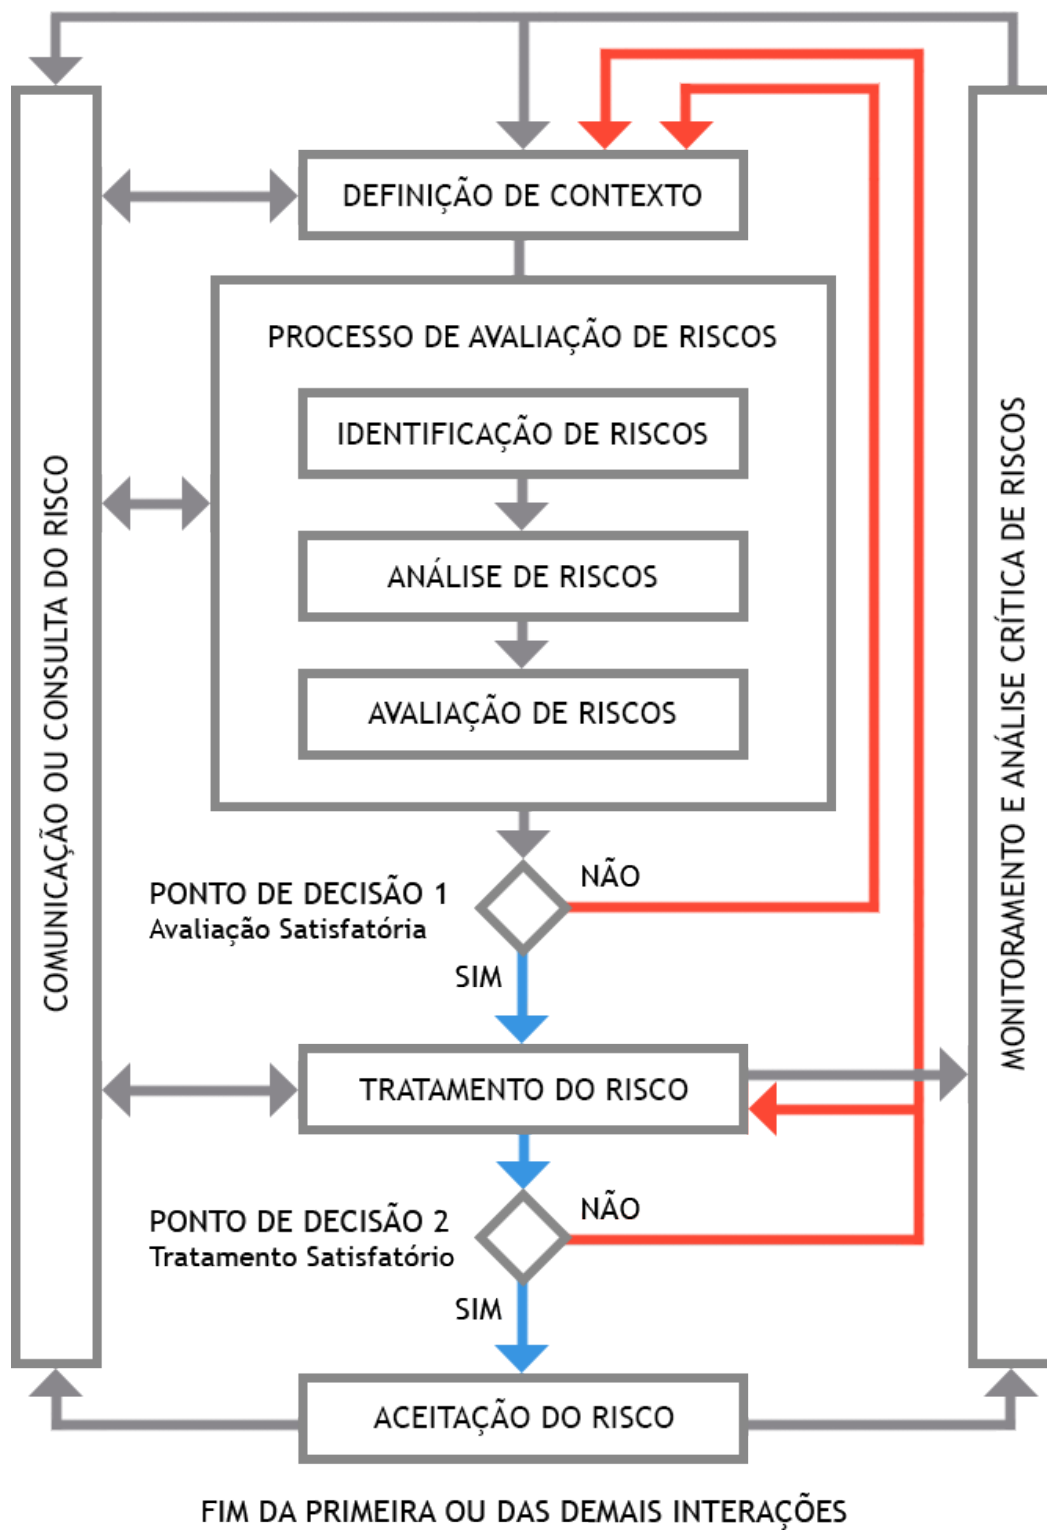 DEFINIÇÃO DE CONTEXTO
PROCESSO DE AVALIAÇÃO DE RISCOS
IDENTIFICAÇÃO DE RISCOS
ANÁLISE DE RISCOS
AVALIAÇÃO DE RISCOS
COMUNICAÇÃO OU CONSULTA DO RISCO
MONITORAMENTO E ANÁLISE CRÍTICA DE RISCOS
NÃO
PONTO DE DECISÃO 1
Avaliação Satisfatória
SIM
TRATAMENTO DO RISCO
NÃO
PONTO DE DECISÃO 2
Tratamento Satisfatório
SIM
ACEITAÇÃO DO RISCO
FIM DA PRIMEIRA OU DAS DEMAIS INTERAÇÕES